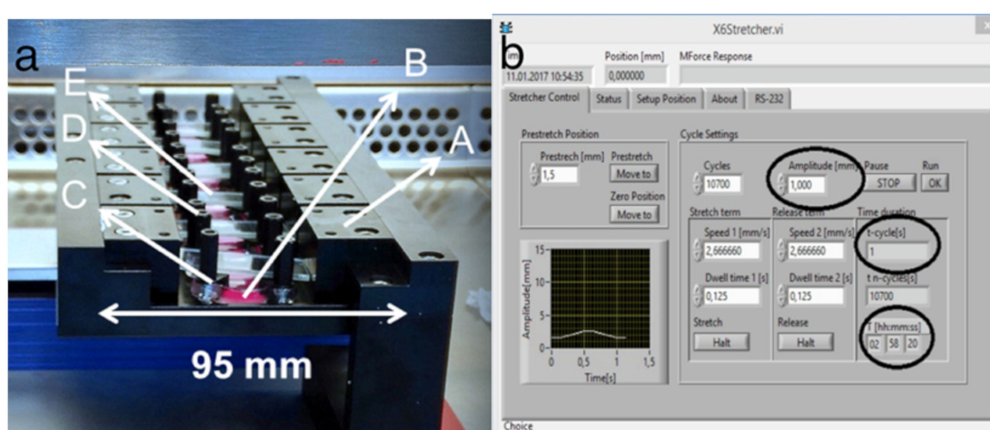 a
E
D
C
B
A
95 mm
b
X6Stretcher.vi
Position [mm] MForce Response
11.01.2017 10:54:35 0,000000
Stretcher Control Status Setup Position About RS-232
Prestretch Position
Prestrech [mm] Prestretch
1,5 Move to
Zero Position
Move to
Amplitude[mm]
15-
10-
5-
0-
0 0,5 1 1,5
Time[s]
Cycle Settings
Cycles Amplitude [mm] Pause Run
10700 1,000 STOP OK
Stretch term Release term Time duration
Speed 1 [mm/s] Speed 2 [mm/s] t-cycle[s]
2,666660 2,666660 1
Dwell time 1 [s] Dwell time 2 [s] t n-cycles[s]
0,125 0,125 10700
Stretch Release T [hh:mm:ss]
Halt Halt 02 58 20
Choice